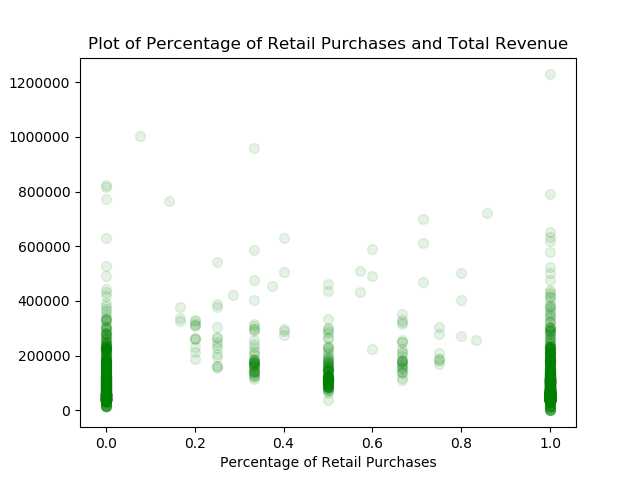 Plot of Percentage of Retail Purchases and Total Revenue
1200000
1000000
800000
600000
400000
200000
0
0.0 0.2 0.4 0.6 0.8 1.0
Percentage of Retail Purchases